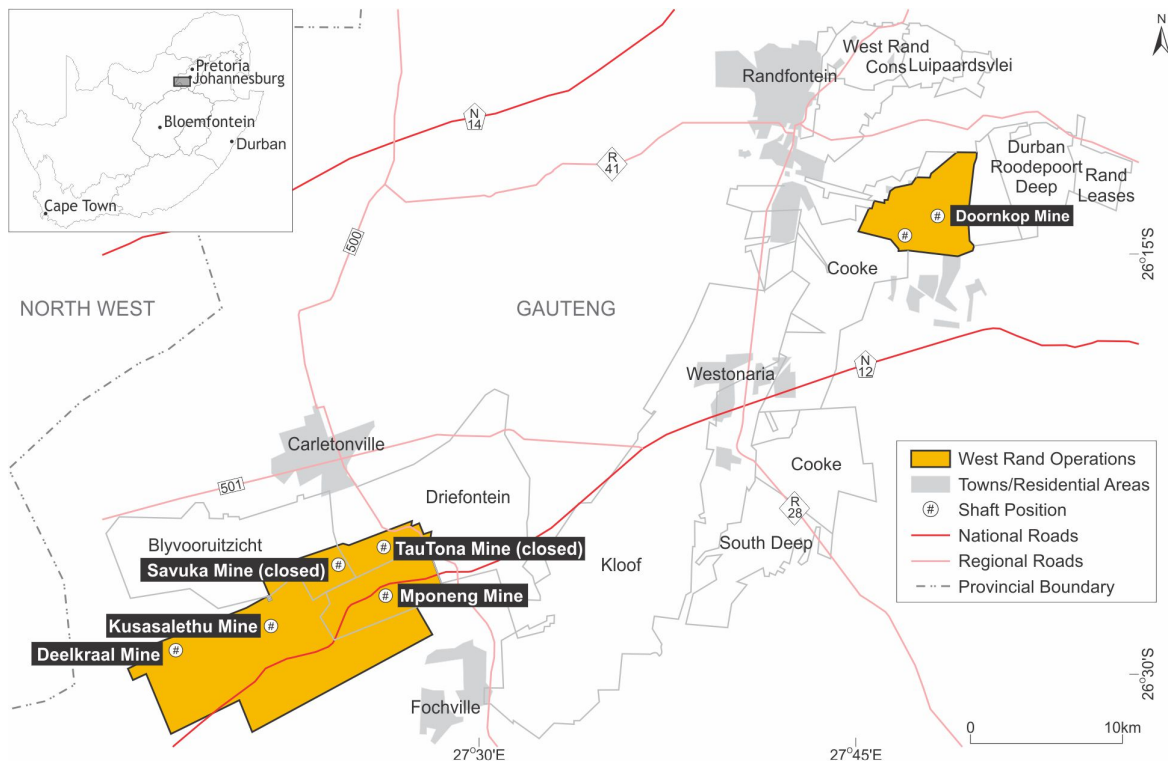 Pretoria
Johannesburg
Bloemfontein
Durban
Cape Town
N
N
14
R
41
500
Randfontein
West Rand
Cons
Luipaardsvlei
Durban
Roodepoort
Deep
Rand
Leases
Doornkop Mine
Cooke
26°15'S
NORTH WEST
GAUTENG
Westonaria
N
12
Carletonville
501
Driefontein
Cooke
R
28
South Deep
Kloof
Blyvooruitzicht
TauTona Mine (closed)
Savuka Mine (closed)
Mponeng Mine
Kusasalethu Mine
Deelkraal Mine
Fochville
West Rand Operations
Towns/Residential Areas
# Shaft Position
National Roads
Regional Roads
Provincial Boundary
26°30'S
0 10km
27°30'E
27°45'E